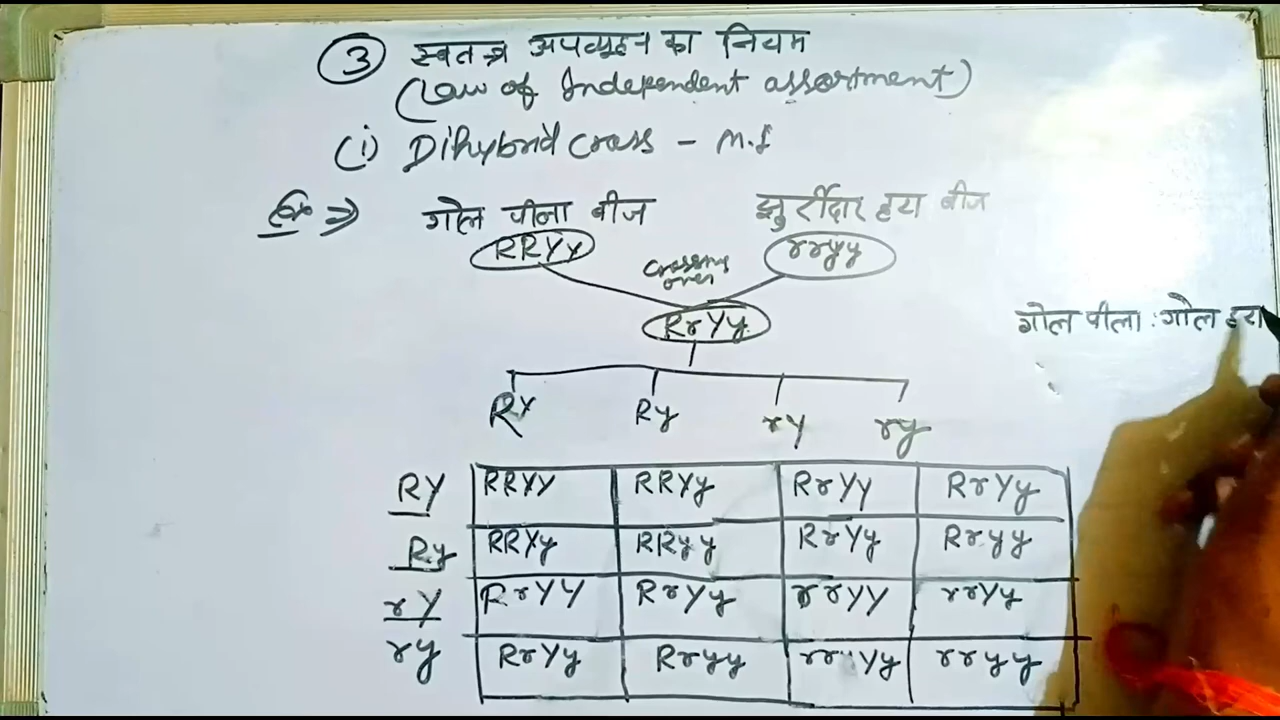 ③ स्वतन्त्र अपव्यूहन का नियम
(Law of Independent assortment)
(i) Dihybrid Cross -
Ex ⇒ गोल पीला बीज झुर्रीदार हरा बीज
RRYy rryy
Crossing over
RrYy
RY Ry rY ry
गोल पीला : गोल हरा
RY RRYY RRYy RrYy RrYy
Ry RRYy RRyy RrYy Rryy
rY RrYY RrYy rrYY rrYy
ry RrYy Rryy rrYy rryy